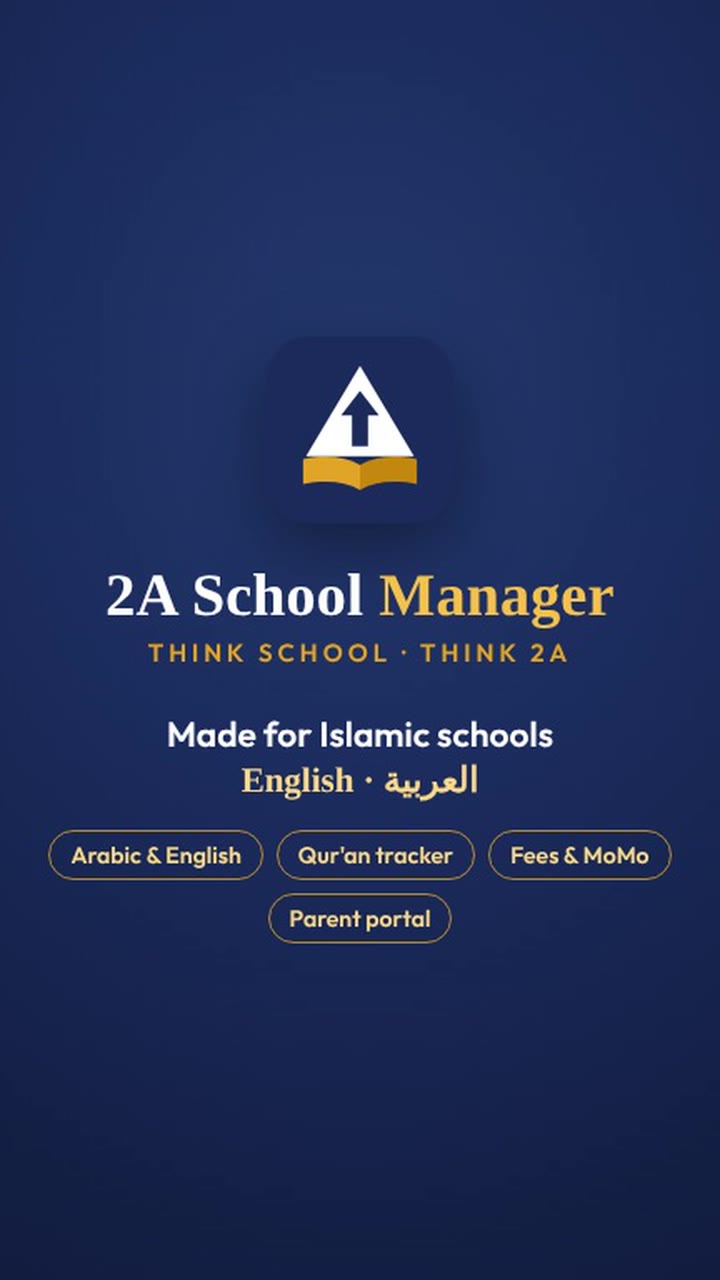 2A School Manager
THINK SCHOOL · THINK 2A
Made for Islamic schools
English · العربية
Arabic & English
Qur'an tracker
Fees & MoMo
Parent portal